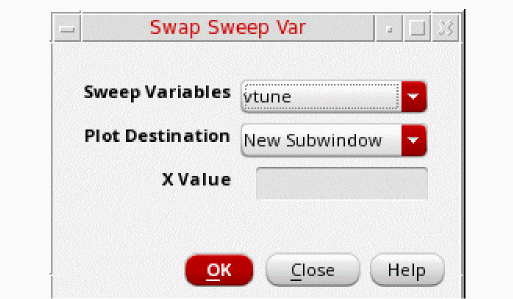 Swap Sweep Var
Sweep Variables vtune
Plot Destination New Subwindow
X Value
OK Close Help